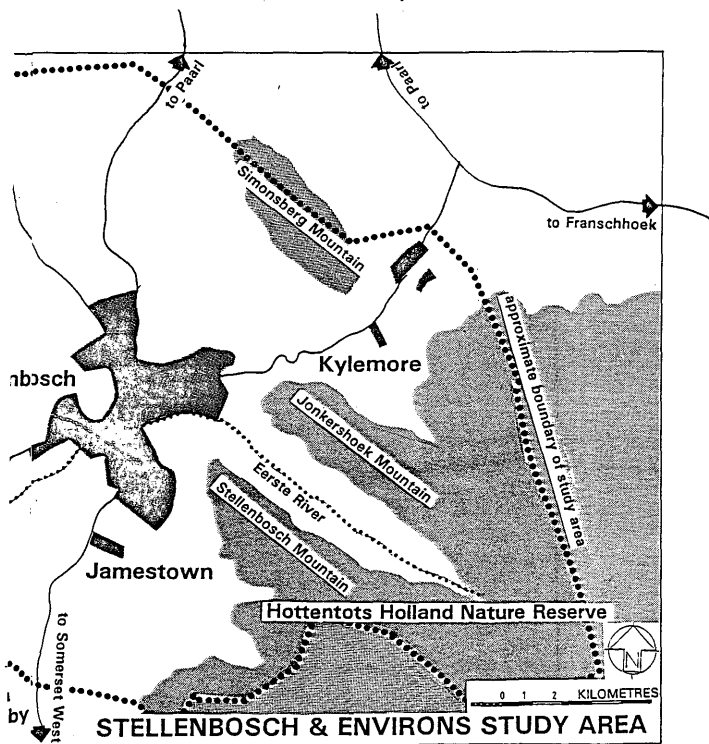 to Paarl
to Paarl
Simonsberg Mountain
to Franschhoek
approximate boundary of study area
nbosch
Kylemore
Jonkershoek Mountain
Eerste River
Stellenbosch Mountain
Jamestown
Hottentots Holland Nature Reserve
to Somerset West
N
0 1 2 KILOMETRES
by
STELLENBOSCH & ENVIRONS STUDY AREA